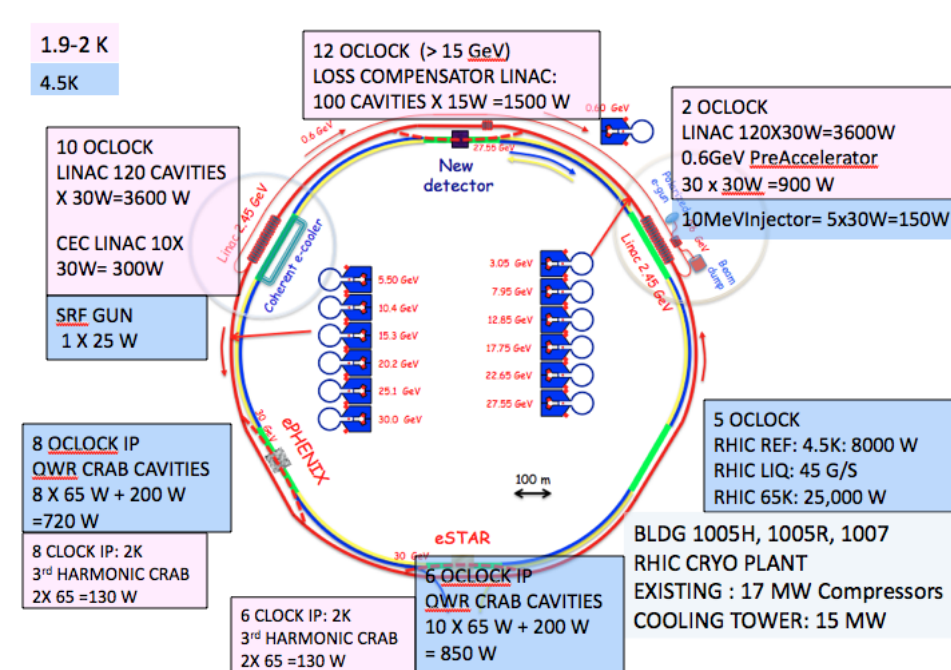 1.9-2 K
4.5K
12 OCLOCK (> 15 GeV)
LOSS COMPENSATOR LINAC:
100 CAVITIES X 15W =1500 W
2 OCLOCK
LINAC 120X30W=3600W
0.6GeV PreAccelerator
30 x 30W =900 W
10MeVInjector= 5x30W=150W
10 OCLOCK
LINAC 120 CAVITIES
X 30W=3600 W
CEC LINAC 10X
30W= 300W
SRF GUN
1 X 25 W
0.6 GeV
0.60 GeV
27.55 GeV
New
detector
Linac 2.45 GeV
Coherent e-cooler
Polarized
e-gun
Linac 2.45 GeV
Beam
dump
5.50 GeV
10.4 GeV
15.3 GeV
20.2 GeV
25.1 GeV
30.0 GeV
3.05 GeV
7.95 GeV
12.85 GeV
17.75 GeV
22.65 GeV
27.55 GeV
30 GeV
ePHENIX
100 m
eSTAR
30 GeV
8 OCLOCK IP
QWR CRAB CAVITIES
8 X 65 W + 200 W
=720 W
8 CLOCK IP: 2K
3rd HARMONIC CRAB
2X 65 =130 W
6 CLOCK IP: 2K
3rd HARMONIC CRAB
2X 65 =130 W
6 OCLOCK IP
QWR CRAB CAVITIES
10 X 65 W + 200 W
= 850 W
5 OCLOCK
RHIC REF: 4.5K: 8000 W
RHIC LIQ: 45 G/S
RHIC 65K: 25,000 W
BLDG 1005H, 1005R, 1007
RHIC CRYO PLANT
EXISTING : 17 MW Compressors
COOLING TOWER: 15 MW